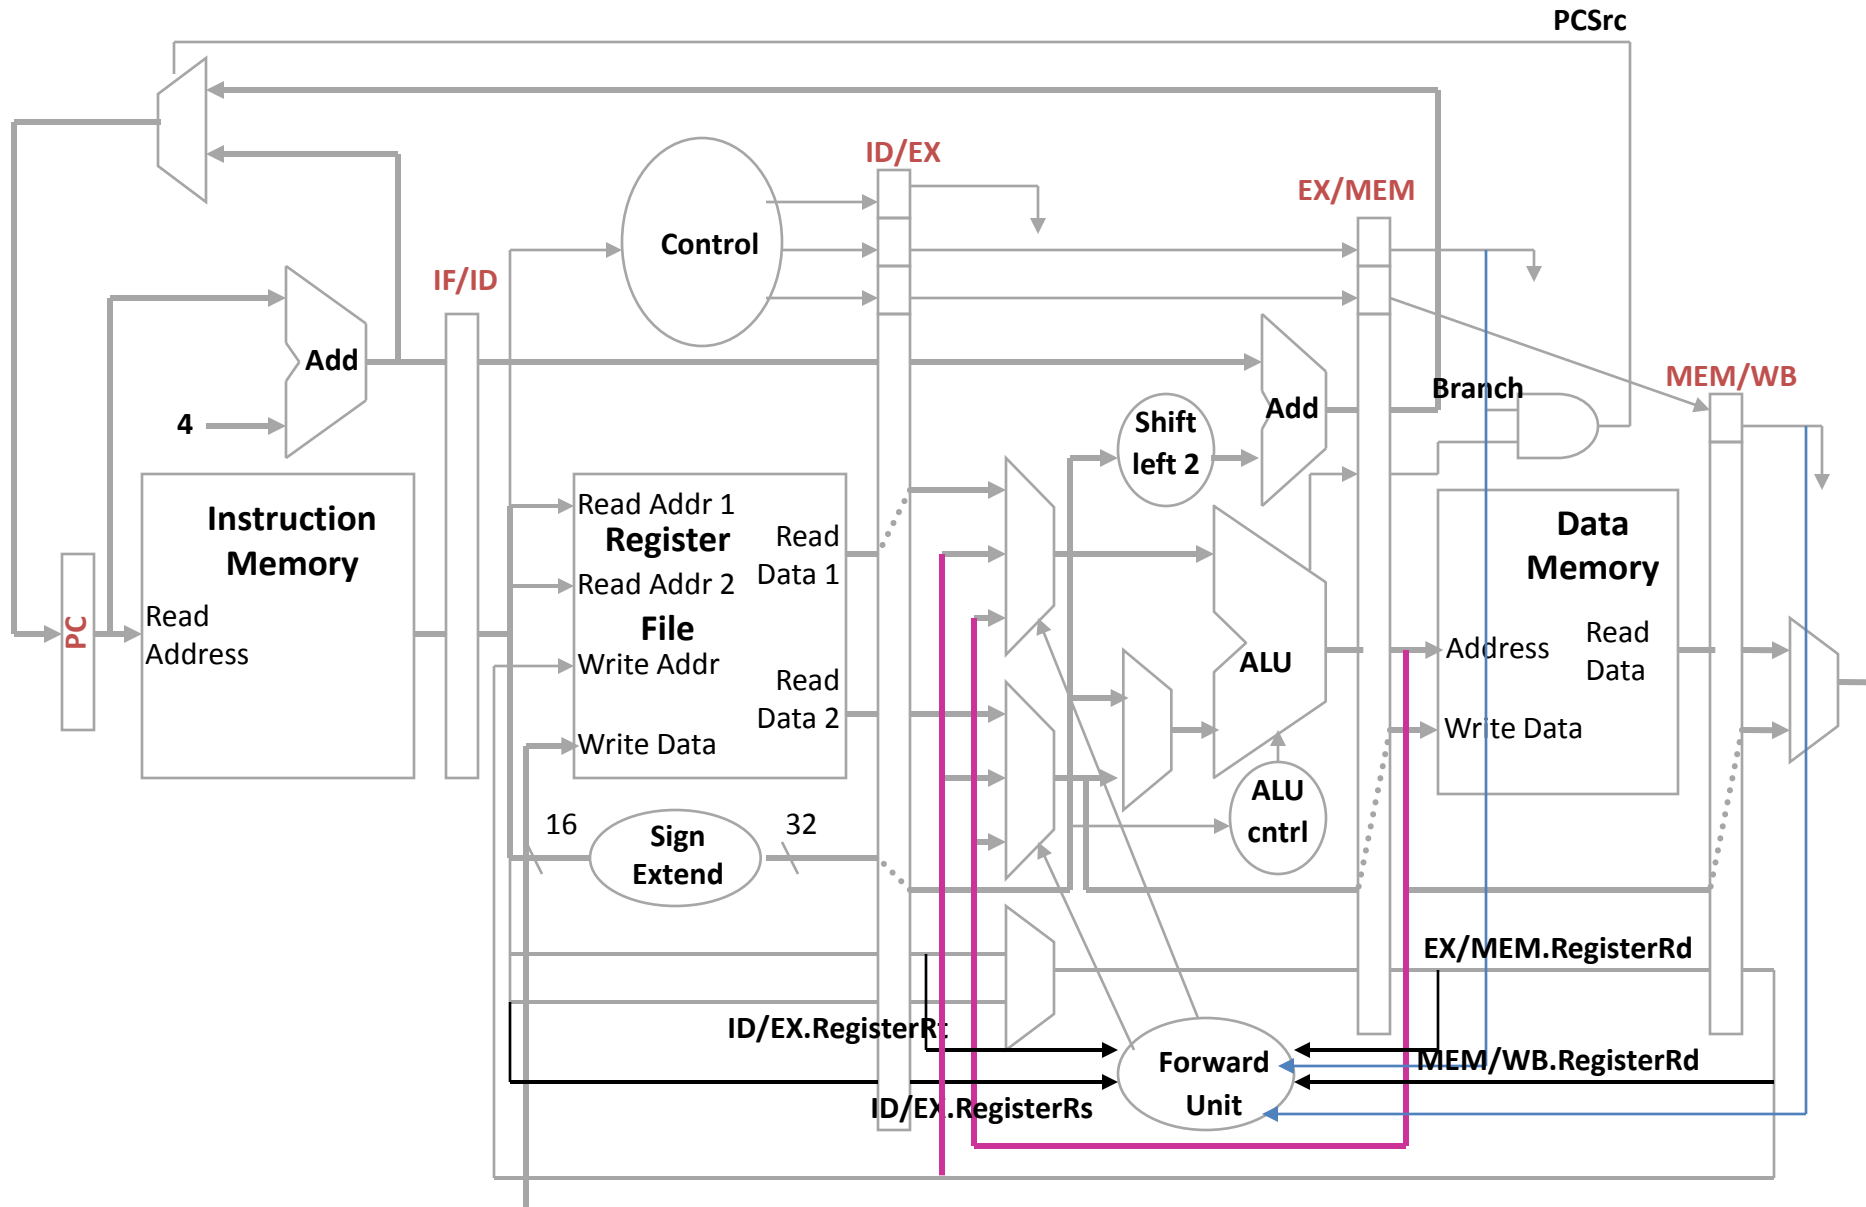 PCSrc
ID/EX
EX/MEM
Control
IF/ID
Add
4
MEM/WB
Branch
Shift
left 2
Add
Instruction
Memory
Read
Address
PC
Read Addr 1
Register
Read Addr 2
File
Write Addr
Write Data
Read
Data 1
Read
Data 2
ALU
Data
Memory
Address
Read
Data
Write Data
ALU
cntrl
16
Sign
Extend
32
EX/MEM.RegisterRd
ID/EX.RegisterRt
Forward
Unit
MEM/WB.RegisterRd
ID/EX.RegisterRs